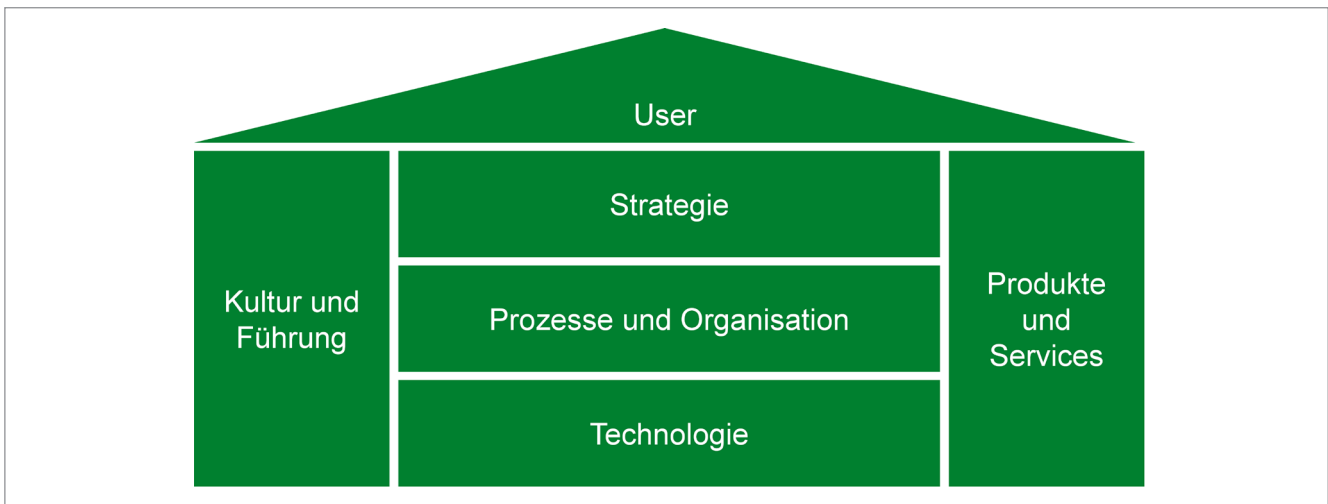 User
Kultur und
Führung
Strategie
Prozesse und Organisation
Technologie
Produkte
und
Services